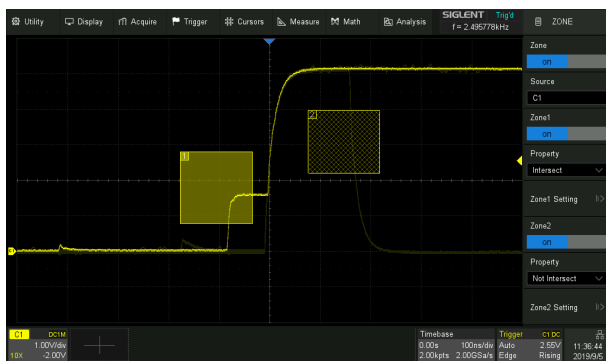 Utility Display Acquire Trigger Cursors Measure Math Analysis SIGLENT Trig'd
f = 2.495778kHz
ZONE
Zone
on
Source
C1
Zone1
on
Property
Intersect
Zone1 Setting
Zone2
on
Property
Not Intersect
Zone2 Setting
1
2
C1 DC1M
1.00V/div
10X -2.00V
Timebase
0.00s 100ns/div
2.00kpts 2.00GSa/s
Trigger C1 DC
Auto 2.55V
Edge Rising
11:36:44
2019/9/5